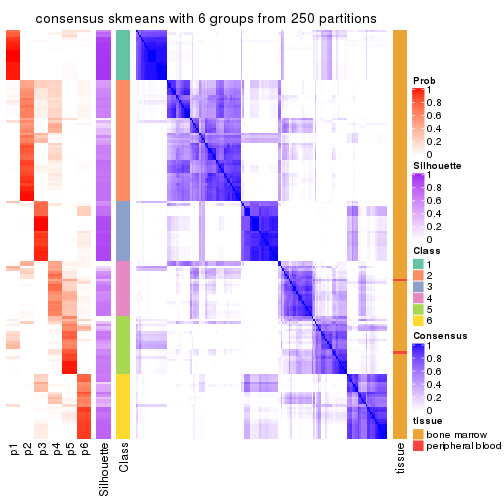 consensus skmeans with 6 groups from 250 partitions
Prob
1
0.8
0.6
0.4
0.2
0
Silhouette
1
0.8
0.6
0.4
0.2
0
Class
1
2
3
4
5
6
Consensus
1
0.8
0.6
0.4
0.2
0
tissue
bone marrow
peripheral blood
p1
p2
p3
p4
p5
p6
Silhouette
Class
tissue